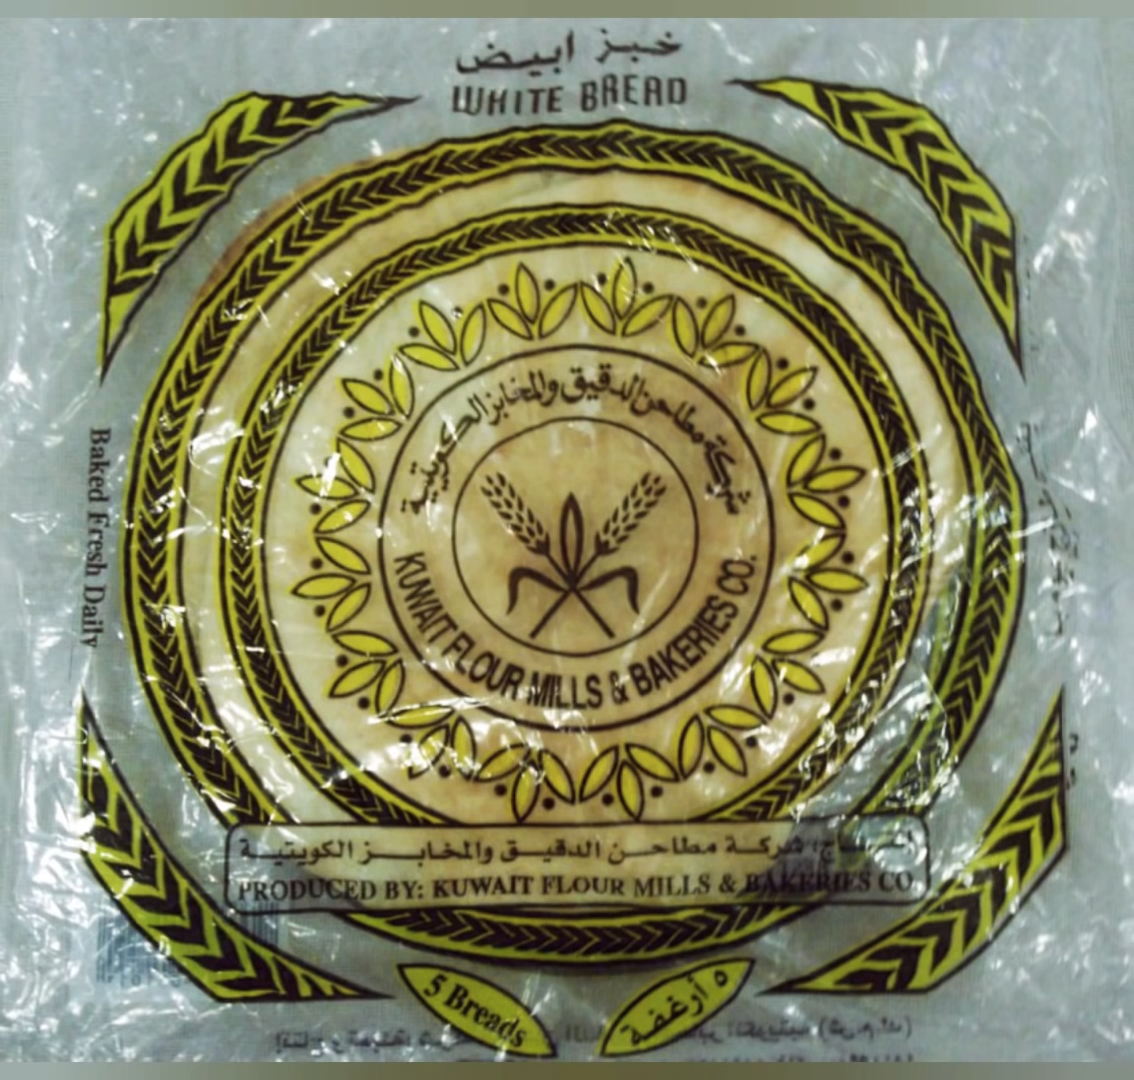 خبز ابيض
WHITE BREAD
شركة مطاحن الدقيق والمخابز الكويتية
KUWAIT FLOUR MILLS & BAKERIES CO.
Baked Fresh Daily
إنتاج: شركة مطاحن الدقيق والمخابز الكويتية
PRODUCED BY: KUWAIT FLOUR MILLS & BAKERIES CO.
5 Breads
٥ أرغفة